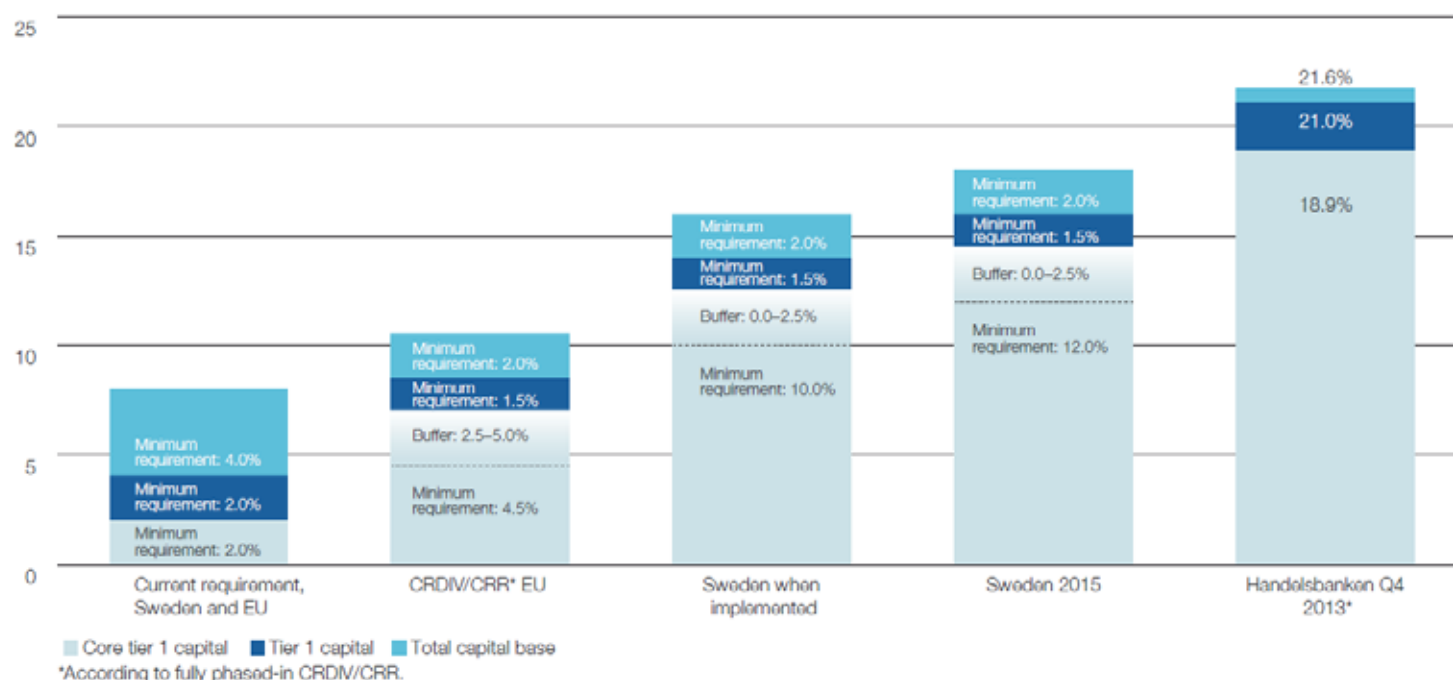 25
20
15
10
5
0
Minimum
requirement: 4.0%
Minimum
requirement: 2.0%
Minimum
requirement: 2.0%
Current requirement,
Sweden and EU
Minimum
requirement: 2.0%
Minimum
requirement: 1.5%
Buffer: 2.5–5.0%
Minimum
requirement: 4.5%
CRDIV/CRR* EU
Minimum
requirement: 2.0%
Minimum
requirement: 1.5%
Buffer: 0.0–2.5%
Minimum
requirement: 10.0%
Sweden when
implemented
Minimum
requirement: 2.0%
Minimum
requirement: 1.5%
Buffer: 0.0–2.5%
Minimum
requirement: 12.0%
Sweden 2015
21.6%
21.0%
18.9%
Handelsbanken Q4
2013*
Core tier 1 capital Tier 1 capital Total capital base
*According to fully phased-in CRDIV/CRR.